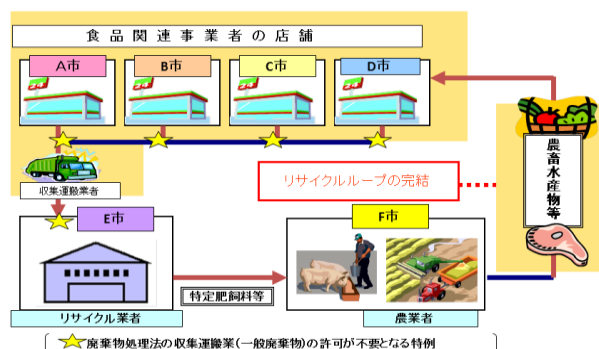 食品関連事業者の店舗
A市
B市
C市
D市
収集運搬業者
リサイクルループの完結
農畜水産物等
E市
F市
特定肥飼料等
リサイクル業者
農業者
廃棄物処理法の収集運搬業(一般廃棄物)の許可が不要となる特例